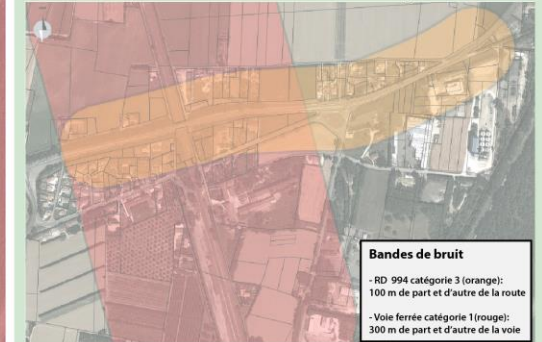 Bandes de bruit
- RD 994 catégorie 3 (orange):
100 m de part et d'autre de la route
- Voie ferrée catégorie 1(rouge):
300 m de part et d'autre de la voie